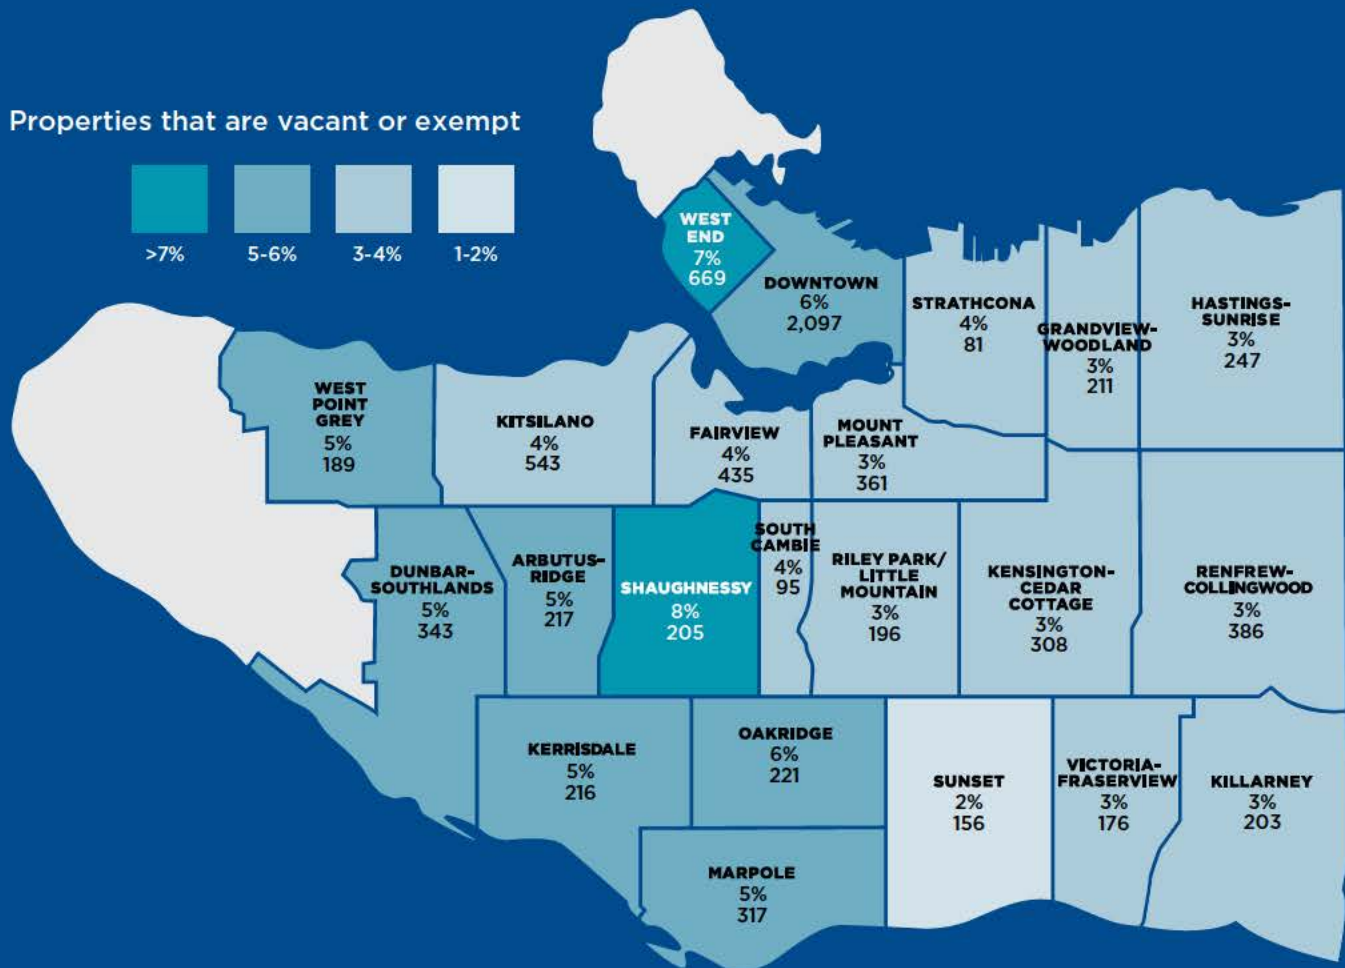 Properties that are vacant or exempt
>7%
5-6%
3-4%
1-2%
WEST
END
7%
669
DOWNTOWN
6%
2,097
STRATHCONA
4%
81
GRANDVIEW-
WOODLAND
3%
211
HASTINGS-
SUNRISE
3%
247
WEST
POINT
GREY
5%
189
KITSILANO
4%
543
FAIRVIEW
4%
435
MOUNT
PLEASANT
3%
361
DUNBAR-
SOUTHLANDS
5%
343
ARBUTUS-
RIDGE
5%
217
SHAUGHNESSY
8%
205
SOUTH
CAMBIE
4%
95
RILEY PARK/
LITTLE
MOUNTAIN
3%
196
KENSINGTON-
CEDAR
COTTAGE
3%
308
RENFREW-
COLLINGWOOD
3%
386
KERRISDALE
5%
216
OAKRIDGE
6%
221
SUNSET
2%
156
VICTORIA-
FRASERVIEW
3%
176
KILLARNEY
3%
203
MARPOLE
5%
317